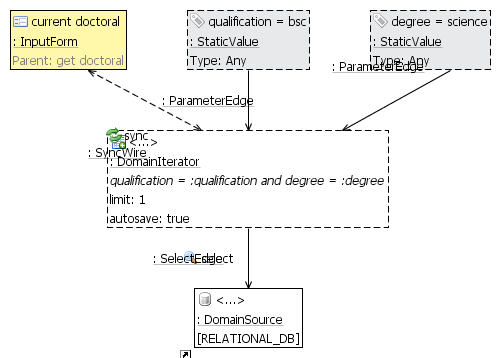 current doctoral
: InputForm
Parent: get doctoral
qualification = bsc
: StaticValue
Type: Any
degree = science
: StaticValue
Type: Any
: ParameterEdge
: ParameterEdge
sync
: SyncWire
<...>
: DomainIterator
qualification = :qualification and degree = :degree
limit: 1
autosave: true
: SelectEdge
select
<...>
: DomainSource
[RELATIONAL_DB]